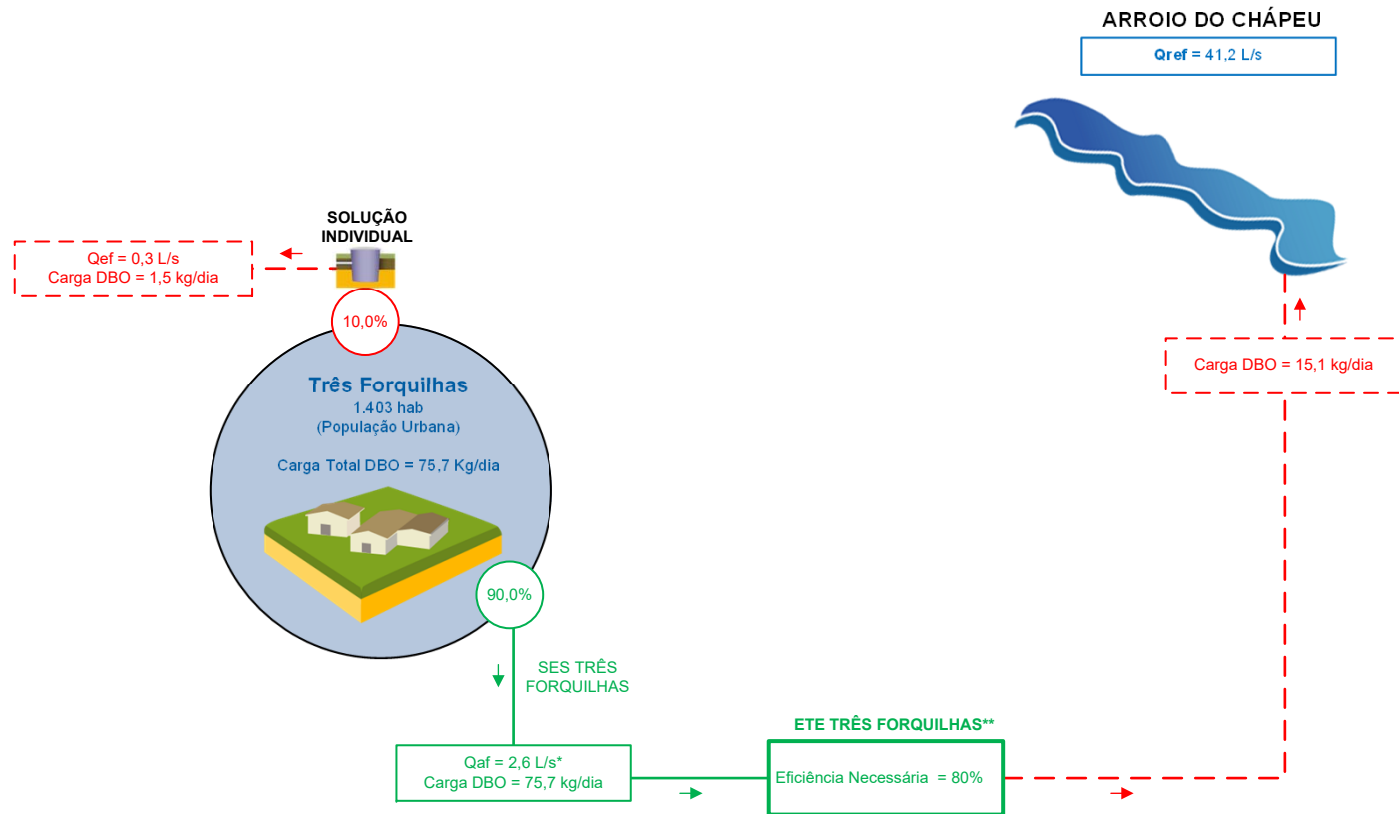 ARROIO DO CHÁPEU
Qref = 41,2 L/s
SOLUÇÃO
INDIVIDUAL
Qef = 0,3 L/s
Carga DBO = 1,5 kg/dia
10,0%
Três Forquilhas
1.403 hab
(População Urbana)
Carga Total DBO = 75,7 Kg/dia
Carga DBO = 15,1 kg/dia
90,0%
SES TRÊS
FORQUILHAS
ETE TRÊS FORQUILHAS**
Qaf = 2,6 L/s*
Carga DBO = 75,7 kg/dia
Eficiência Necessária = 80%